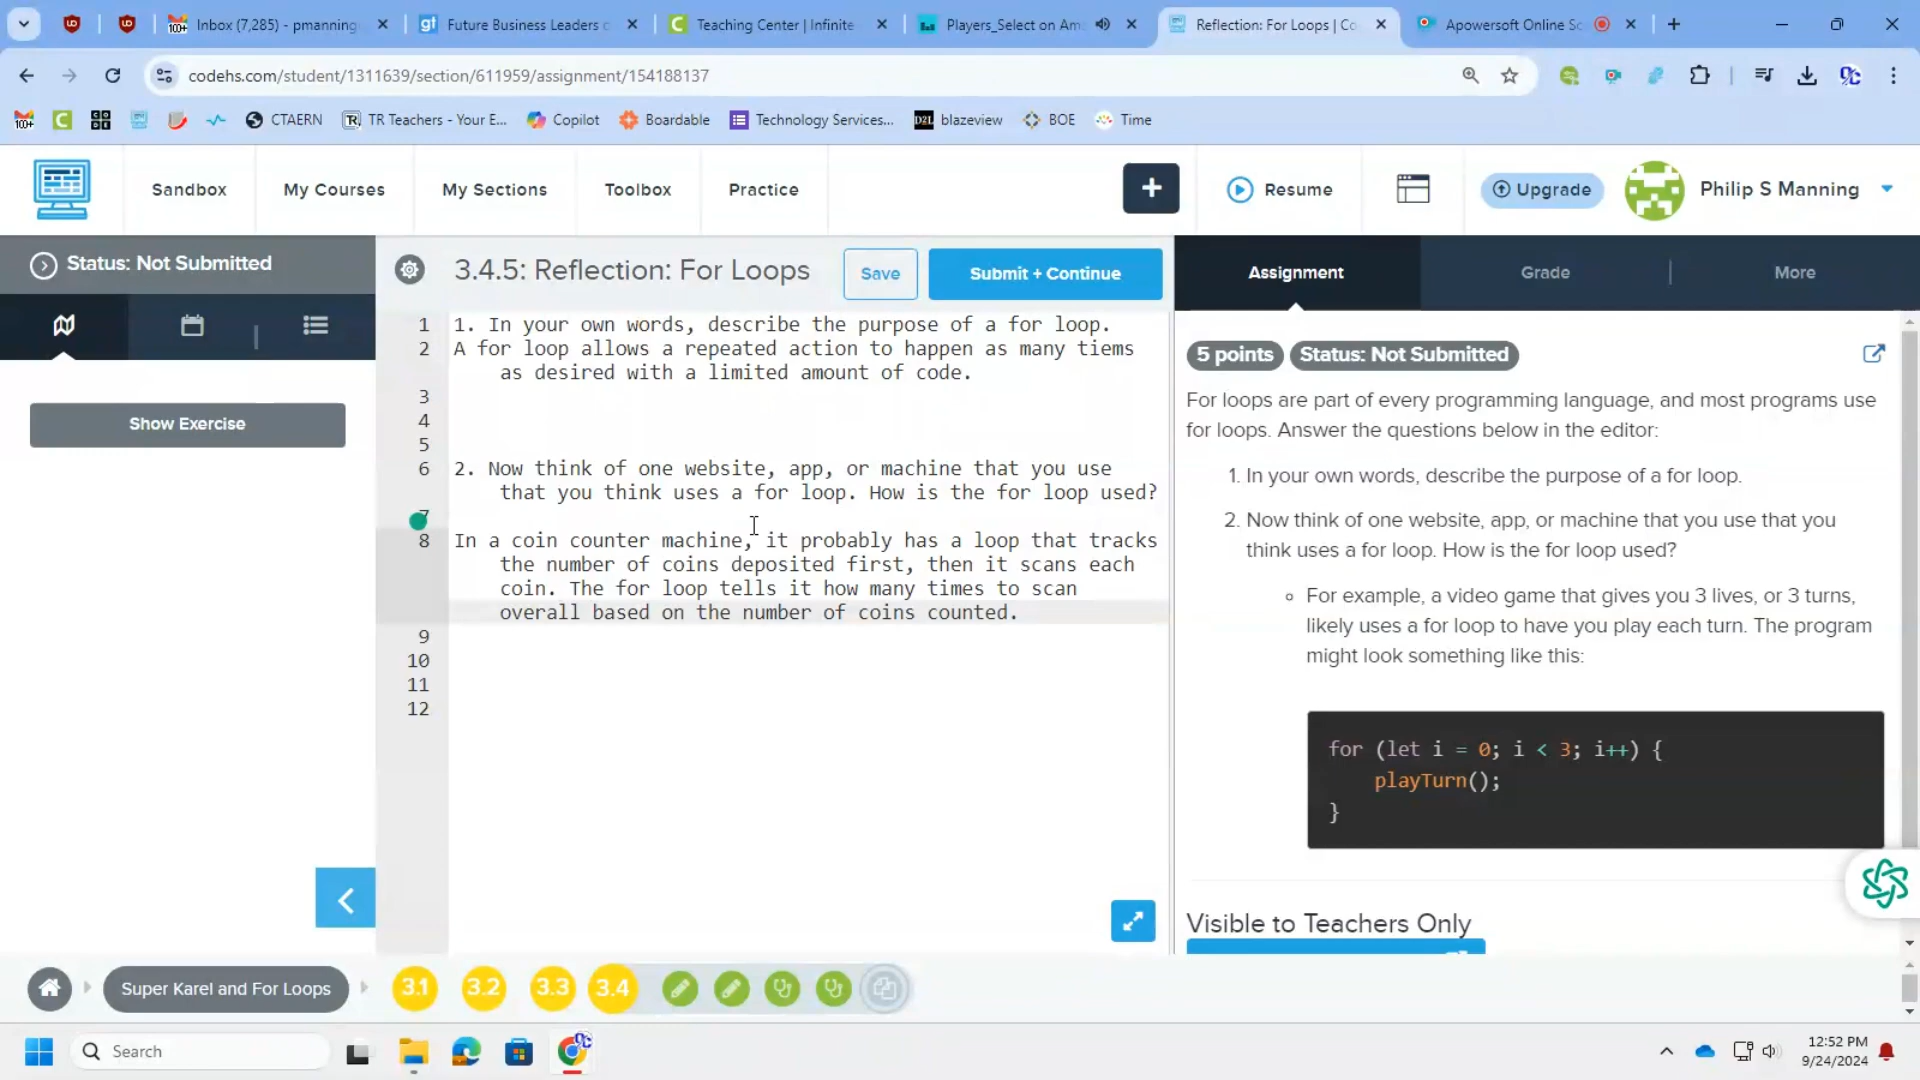 Inbox (7,285) - pmanning
Future Business Leaders o
Teaching Center | Infinite
Players_Select on Am
Reflection: For Loops | Co
Apowersoft Online Sc
codehs.com/student/1311639/section/611959/assignment/154188137
CTAERN
TR Teachers - Your E...
Copilot
Boardable
Technology Services...
blazeview
BOE
Time
Sandbox
My Courses
My Sections
Toolbox
Practice
+
Resume
Upgrade
Philip S Manning
Status: Not Submitted
Show Exercise
3.4.5: Reflection: For Loops
Save
Submit + Continue
1 1. In your own words, describe the purpose of a for loop.
2 A for loop allows a repeated action to happen as many tiems
as desired with a limited amount of code.
3
4
5
6 2. Now think of one website, app, or machine that you use
that you think uses a for loop. How is the for loop used?
7
8 In a coin counter machine, it probably has a loop that tracks
the number of coins deposited first, then it scans each
coin. The for loop tells it how many times to scan
overall based on the number of coins counted.
9
10
11
12
Assignment
Grade
More
5 points
Status: Not Submitted
For loops are part of every programming language, and most programs use
for loops. Answer the questions below in the editor:
1. In your own words, describe the purpose of a for loop.
2. Now think of one website, app, or machine that you use that you
think uses a for loop. How is the for loop used?
For example, a video game that gives you 3 lives, or 3 turns,
likely uses a for loop to have you play each turn. The program
might look something like this:
for (let i = 0; i < 3; i++) {
playTurn();
}
Visible to Teachers Only
Super Karel and For Loops
3.1
3.2
3.3
3.4
Search
12:52 PM
9/24/2024